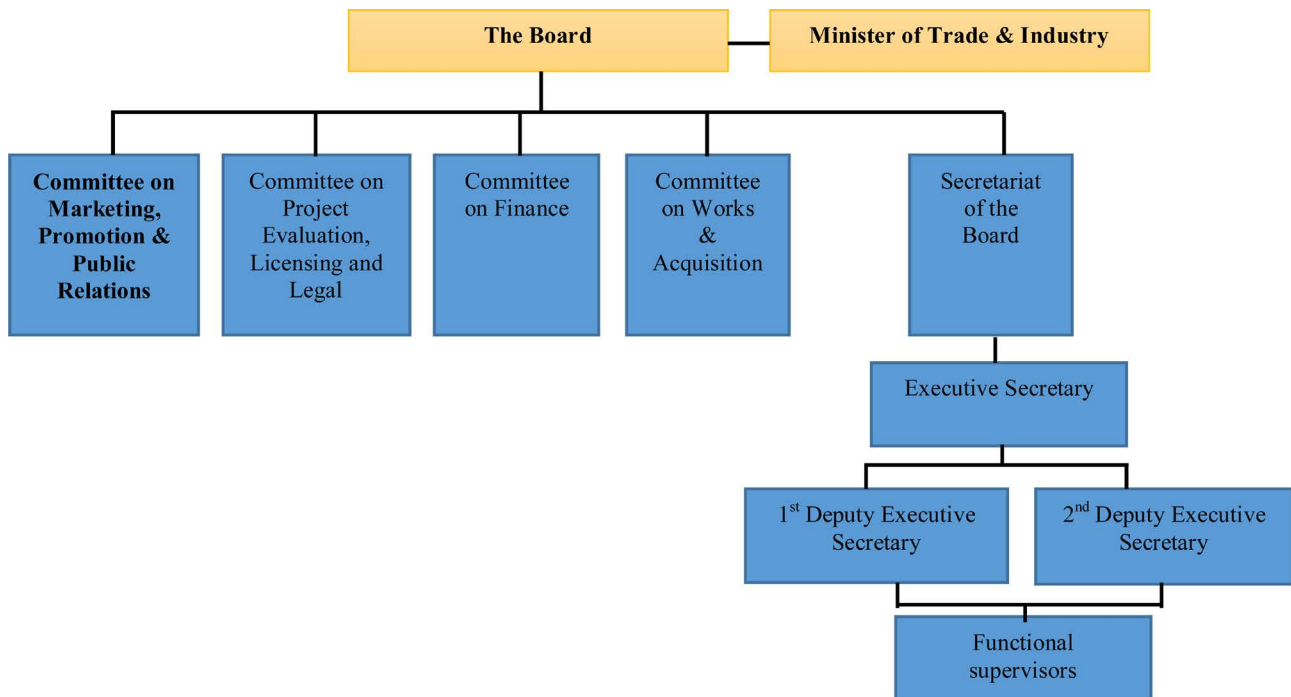 The Board
Minister of Trade & Industry
Committee on
Marketing,
Promotion &
Public
Relations
Committee on
Project
Evaluation,
Licensing and
Legal
Committee
on Finance
Committee
on Works
&
Acquisition
Secretariat
of the
Board
Executive Secretary
1st Deputy Executive
Secretary
2nd Deputy Executive
Secretary
Functional
supervisors